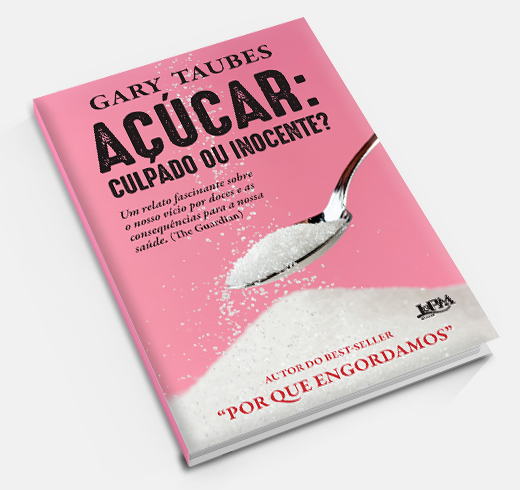 GARY TAUBES
AÇÚCAR:
CULPADO OU INOCENTE?
Um relato fascinante sobre
o nosso vício por doces e as
consequências para a nossa
saúde. (The Guardian)
L&PM
AUTOR DO BEST-SELLER
“POR QUE ENGORDAMOS”